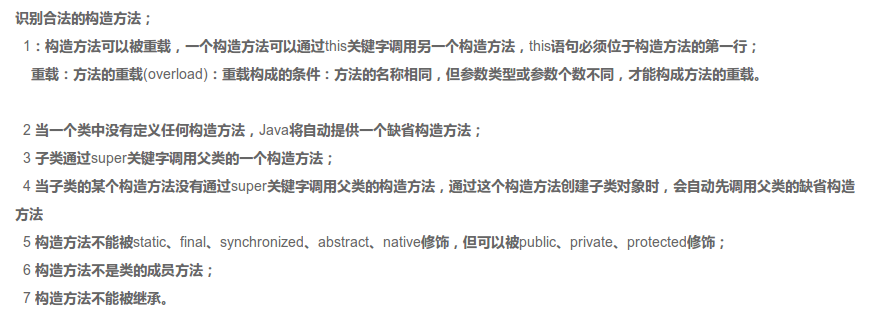 识别合法的构造方法；
1：构造方法可以被重载，一个构造方法可以通过this关键字调用另一个构造方法，this语句必须位于构造方法的第一行；
重载：方法的重载(overload)：重载构成的条件：方法的名称相同，但参数类型或参数个数不同，才能构成方法的重载。
2 当一个类中没有定义任何构造方法，Java将自动提供一个缺省构造方法；
3 子类通过super关键字调用父类的一个构造方法；
4 当子类的某个构造方法没有通过super关键字调用父类的构造方法，通过这个构造方法创建子类对象时，会自动先调用父类的缺省构造
方法
5 构造方法不能被static、final、synchronized、abstract、native修饰，但可以被public、private、protected修饰；
6 构造方法不是类的成员方法；
7 构造方法不能被继承。